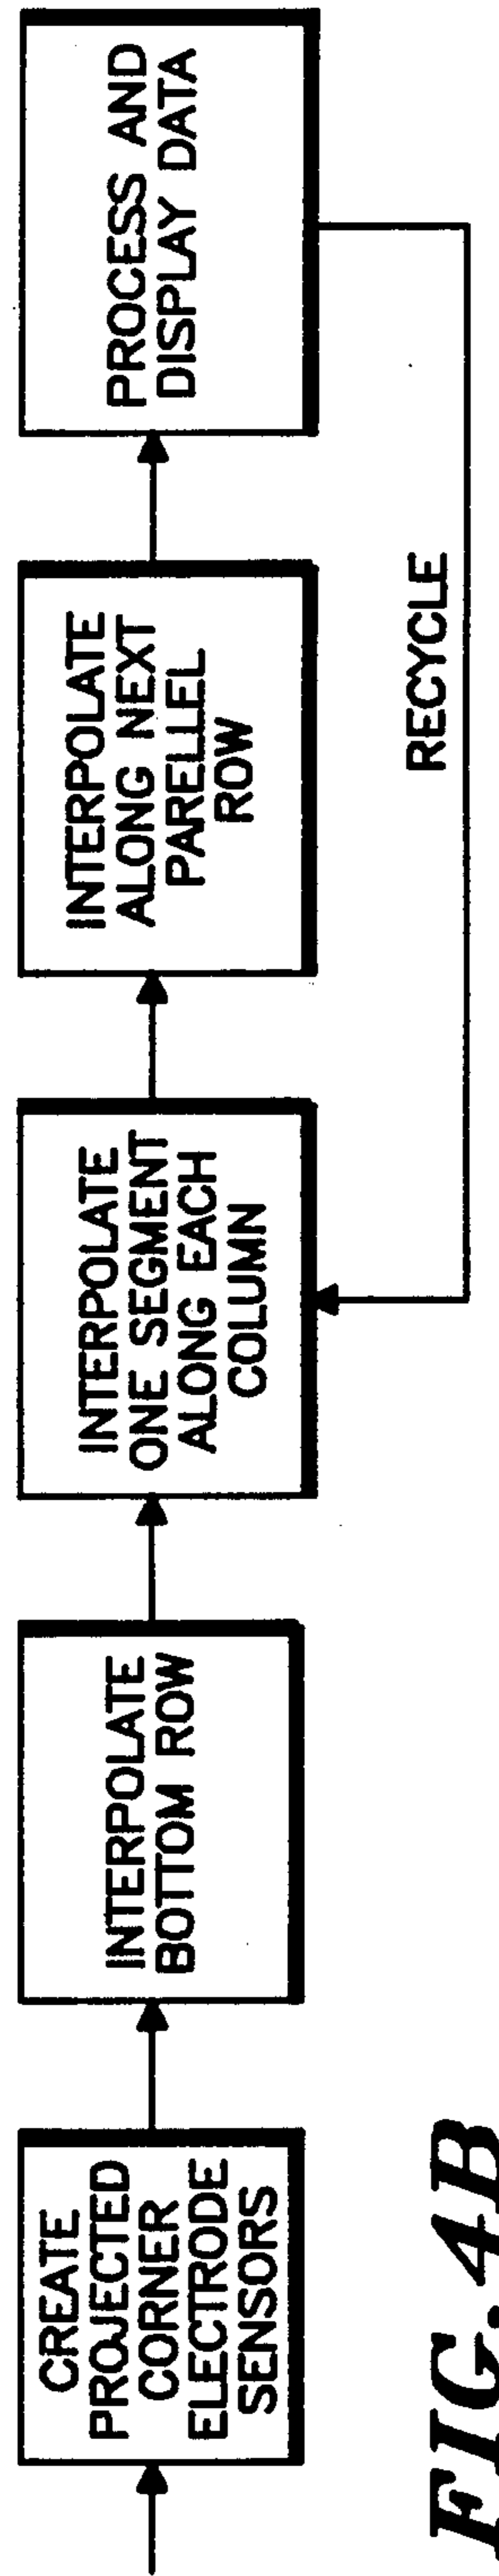 CREATE
PROJECTED
CORNER
ELECTRODE
SENSORS
INTERPOLATE
BOTTOM ROW
INTERPOLATE
ONE SEGMENT
ALONG EACH
COLUMN
INTERPOLATE
ALONG NEXT
PARELLEL
ROW
PROCESS AND
DISPLAY DATA
RECYCLE
FIG. 4B